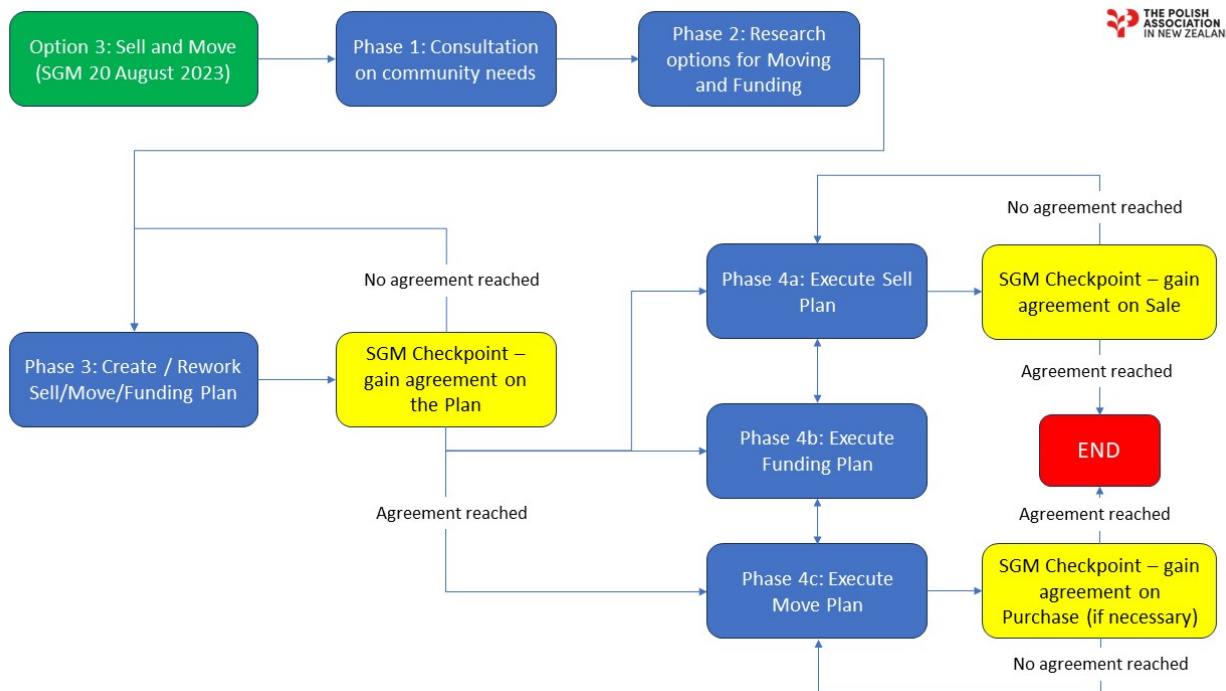 THE POLISH
ASSOCIATION
IN NEW ZEALAN
Option 3: Sell and Move
(SGM 20 August 2023)
Phase 1: Consultation
on community needs
Phase 2: Research
options for Moving
and Funding
No agreement reached
No agreement reached
Phase 4a: Execute Sell
Plan
SGM Checkpoint – gain
agreement on Sale
Phase 3: Create / Rework
Sell/Move/Funding Plan
SGM Checkpoint –
gain agreement on
the Plan
Agreement reached
Phase 4b: Execute
Funding Plan
END
Agreement reached
Agreement reached
Phase 4c: Execute
Move Plan
SGM Checkpoint – gain
agreement on
Purchase (if necessary)
No agreement reached